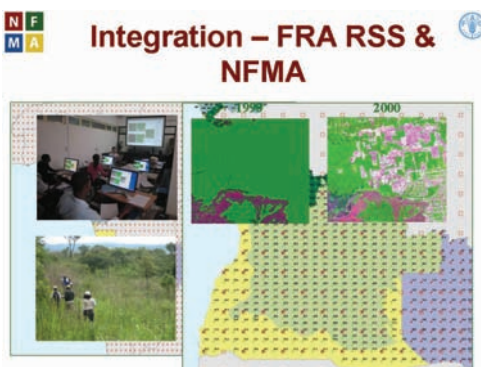 N F
M A
Integration – FRA RSS &
NFMA
1990 2000